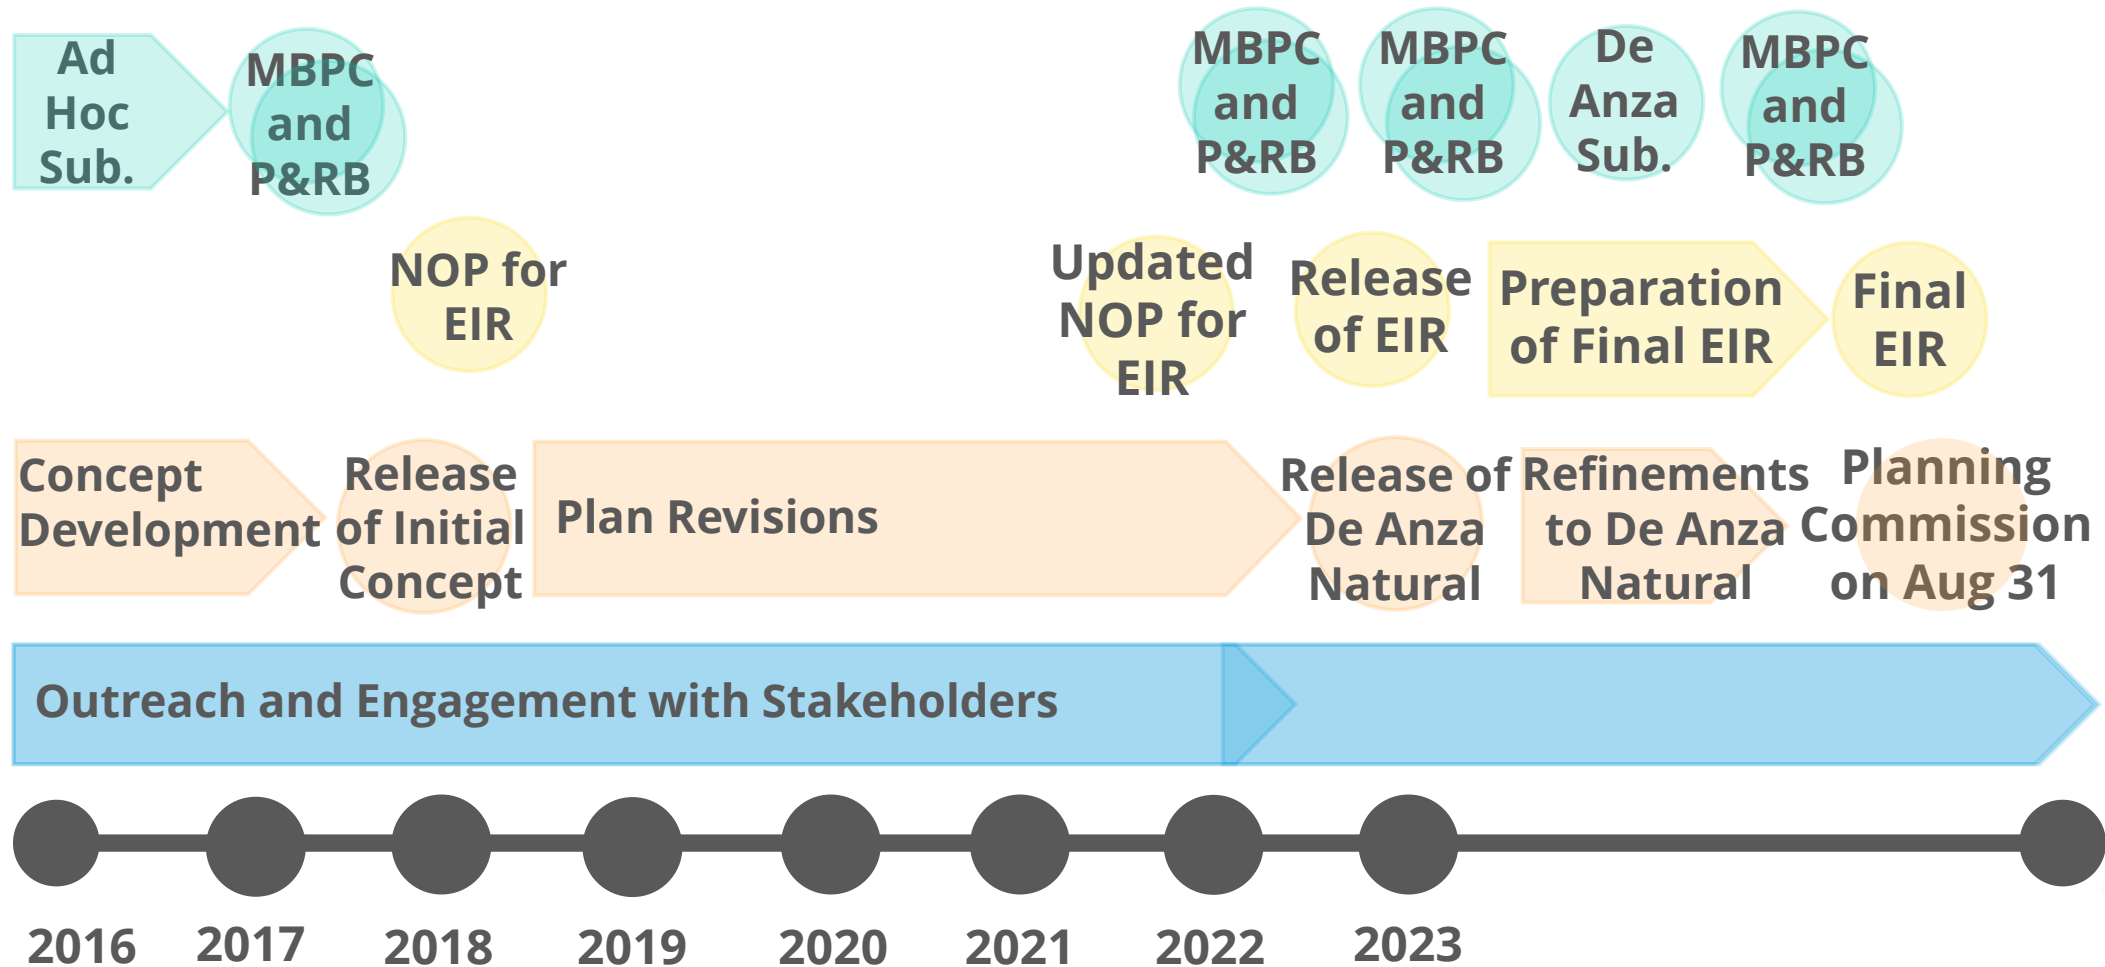 Ad
Hoc
Sub.
MBPC
and
P&RB
MBPC
and
P&RB
MBPC
and
P&RB
De
Anza
Sub.
MBPC
and
P&RB
NOP for
EIR
Updated
NOP for
EIR
Release
of EIR
Preparation
of Final EIR
Final
EIR
Concept
Development
Release
of Initial
Concept
Plan Revisions
Release of
De Anza
Natural
Refinements
to De Anza
Natural
Planning
Commission
on Aug 31
Outreach and Engagement with Stakeholders
2016
2017
2018
2019
2020
2021
2022
2023